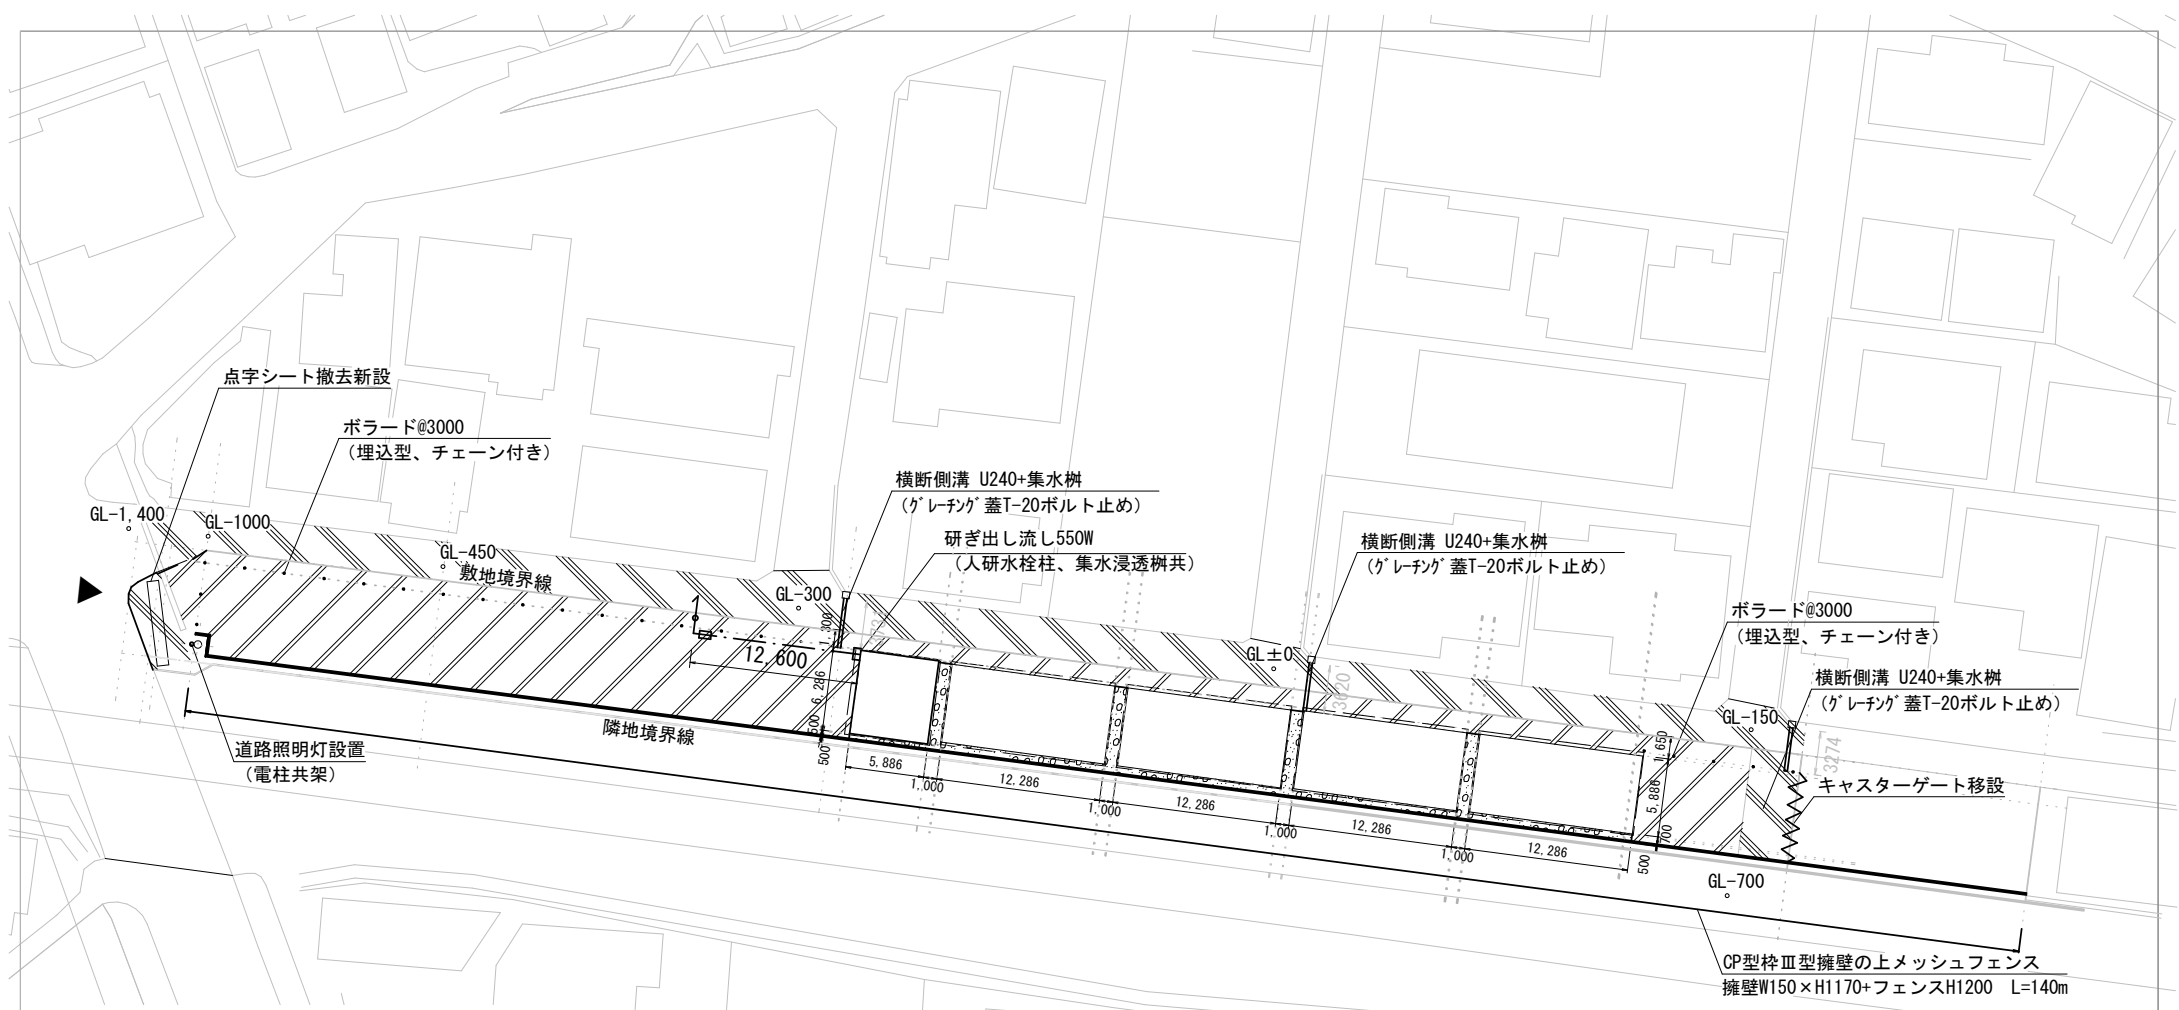 点字シート撤去新設
ボラード@3000
(埋込型、チェーン付き)
横断側溝 U240+集水桝
(グレーチング蓋T-20ボルト止め)
研ぎ出し流し550W
(人研水栓柱、集水浸透桝共)
横断側溝 U240+集水桝
(グレーチング蓋T-20ボルト止め)
ボラード@3000
(埋込型、チェーン付き)
横断側溝 U240+集水桝
(グレーチング蓋T-20ボルト止め)
キャスターゲート移設
GL-1,400
GL-1000
GL-450
敷地境界線
GL-300
GL±0
GL-150
GL-700
12,600
300
6,286
500
500
3620
3274
1,650
5,886
700
500
隣地境界線
道路照明灯設置
(電柱共架)
5,886
1,000
12,286
1,000
12,286
1,000
12,286
1,000
12,286
CP型枠Ⅲ型擁壁の上メッシュフェンス
擁壁W150×H1170+フェンスH1200 L=140m